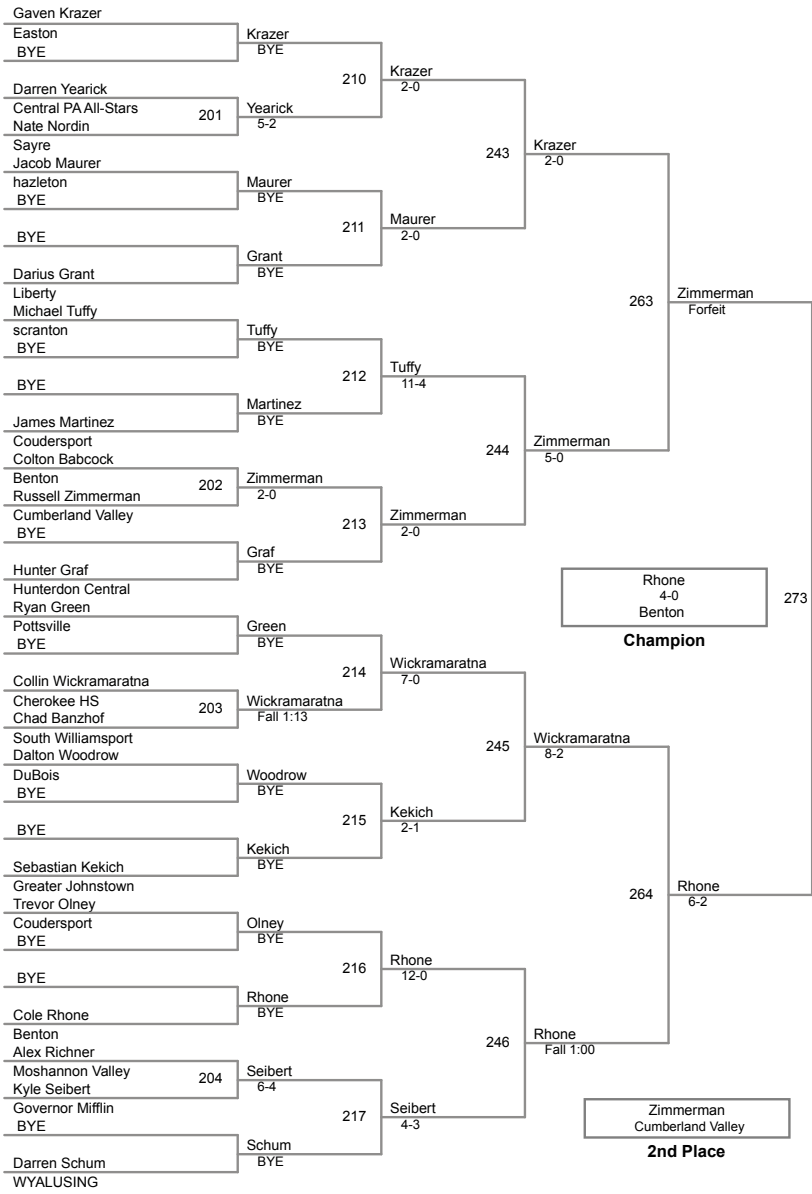 Gaven Krazer
Easton
BYE
Darren Yearick
Central PA All-Stars
Nate Nordin
Sayre
Jacob Maurer
hazleton
BYE
BYE
Darius Grant
Liberty
Michael Tuffy
scranton
BYE
BYE
James Martinez
Coudersport
Colton Babcock
Benton
Russell Zimmerman
Cumberland Valley
BYE
Hunter Graf
Hunterdon Central
Ryan Green
Pottsville
BYE
Collin Wickramaratna
Cherokee HS
Chad Banzhof
South Williamsport
Dalton Woodrow
DuBois
BYE
BYE
Sebastian Kekich
Greater Johnstown
Trevor Olney
Coudersport
BYE
BYE
Cole Rhone
Benton
Alex Richner
Moshannon Valley
Kyle Seibert
Governor Mifflin
BYE
Darren Schum
WYALUSING
201
202
203
204
Krazer
BYE
Yearick
5-2
Maurer
BYE
Grant
BYE
Tuffy
BYE
Martinez
BYE
Zimmerman
2-0
Graf
BYE
Green
BYE
Wickramaratna
Fall 1:13
Woodrow
BYE
Kekich
BYE
Olney
BYE
Rhone
BYE
Seibert
6-4
Schum
BYE
210
211
212
213
214
215
216
217
Krazer
2-0
Maurer
2-0
Tuffy
11-4
Zimmerman
2-0
Wickramaratna
7-0
Kekich
2-1
Rhone
12-0
Seibert
4-3
243
244
245
246
Krazer
2-0
Zimmerman
5-0
Wickramaratna
8-2
Rhone
Fall 1:00
263
264
Zimmerman
Forfeit
Rhone
6-2
273
Rhone
4-0
Benton
Champion
Zimmerman
Cumberland Valley
2nd Place